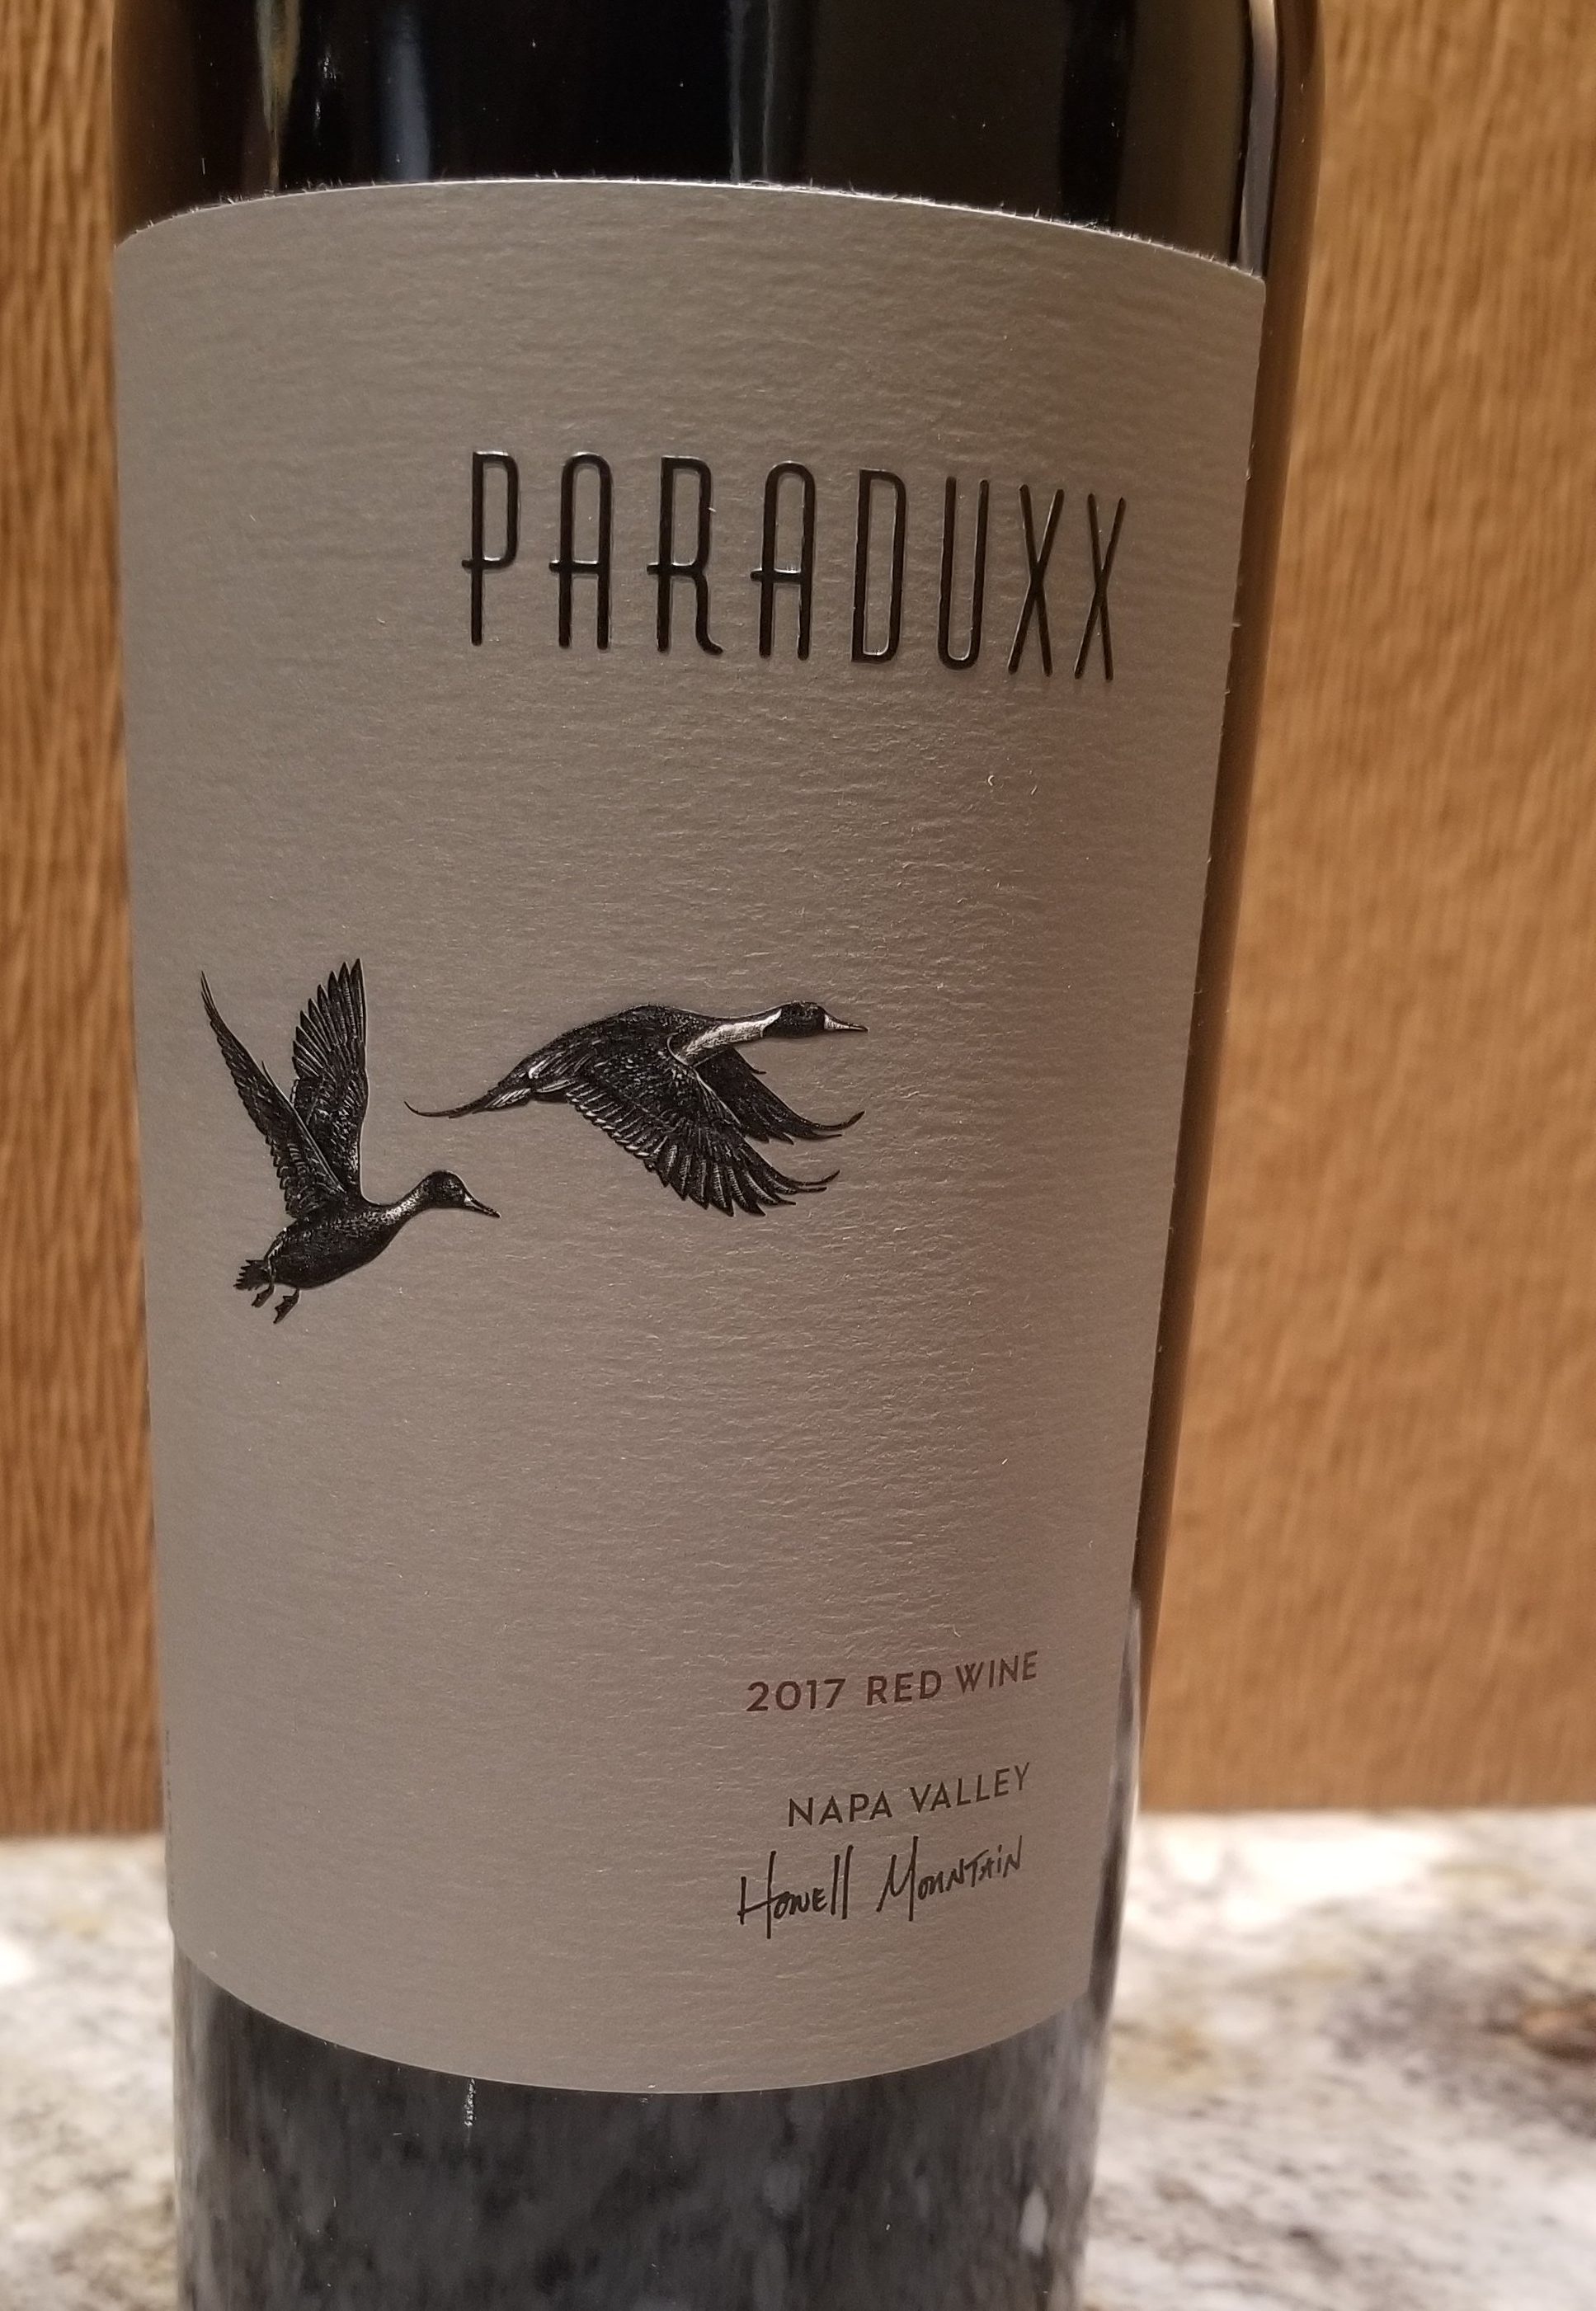 PARADUXX
2017 RED WINE
NAPA VALLEY
Howell Mountain